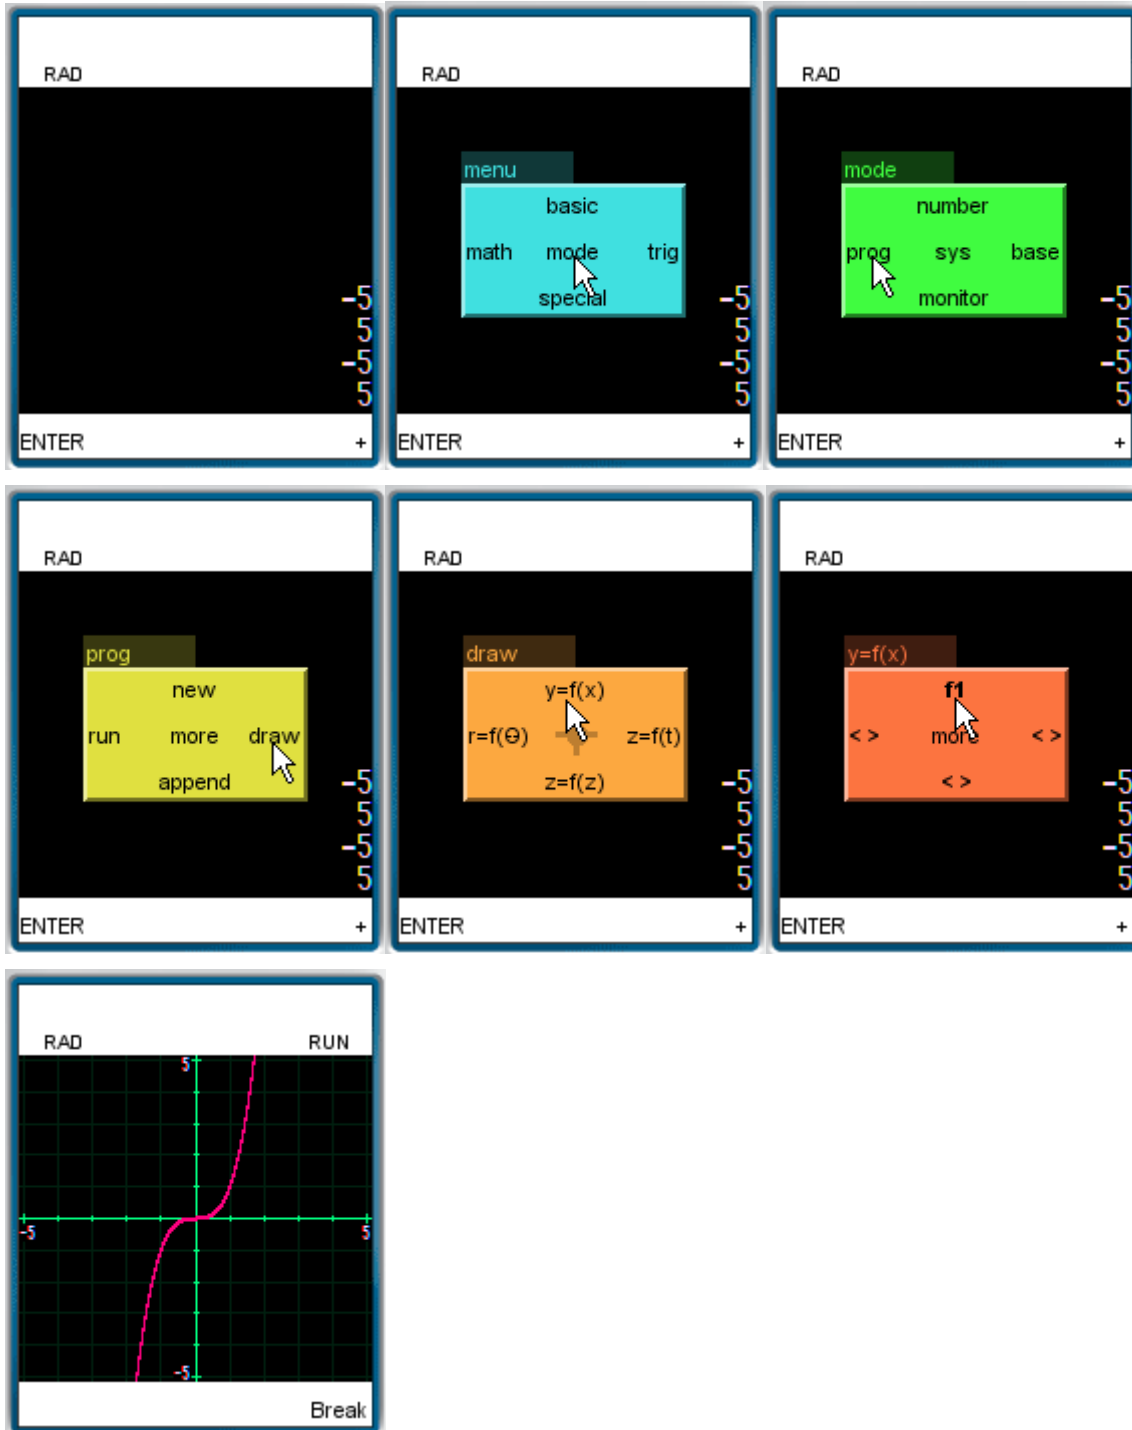 RAD
-5
5
-5
5
ENTER +
RAD
menu
basic
math mode trig
special
-5
5
-5
5
ENTER +
RAD
mode
number
prog sys base
monitor
-5
5
-5
5
ENTER +
RAD
prog
new
run more draw
append
-5
5
-5
5
ENTER +
RAD
draw
y=f(x)
r=f(Θ) z=f(t)
z=f(z)
-5
5
-5
5
ENTER +
RAD
y=f(x)
f1
< > more < >
< >
-5
5
-5
5
ENTER +
RAD RUN
5
-5 5
-5
Break